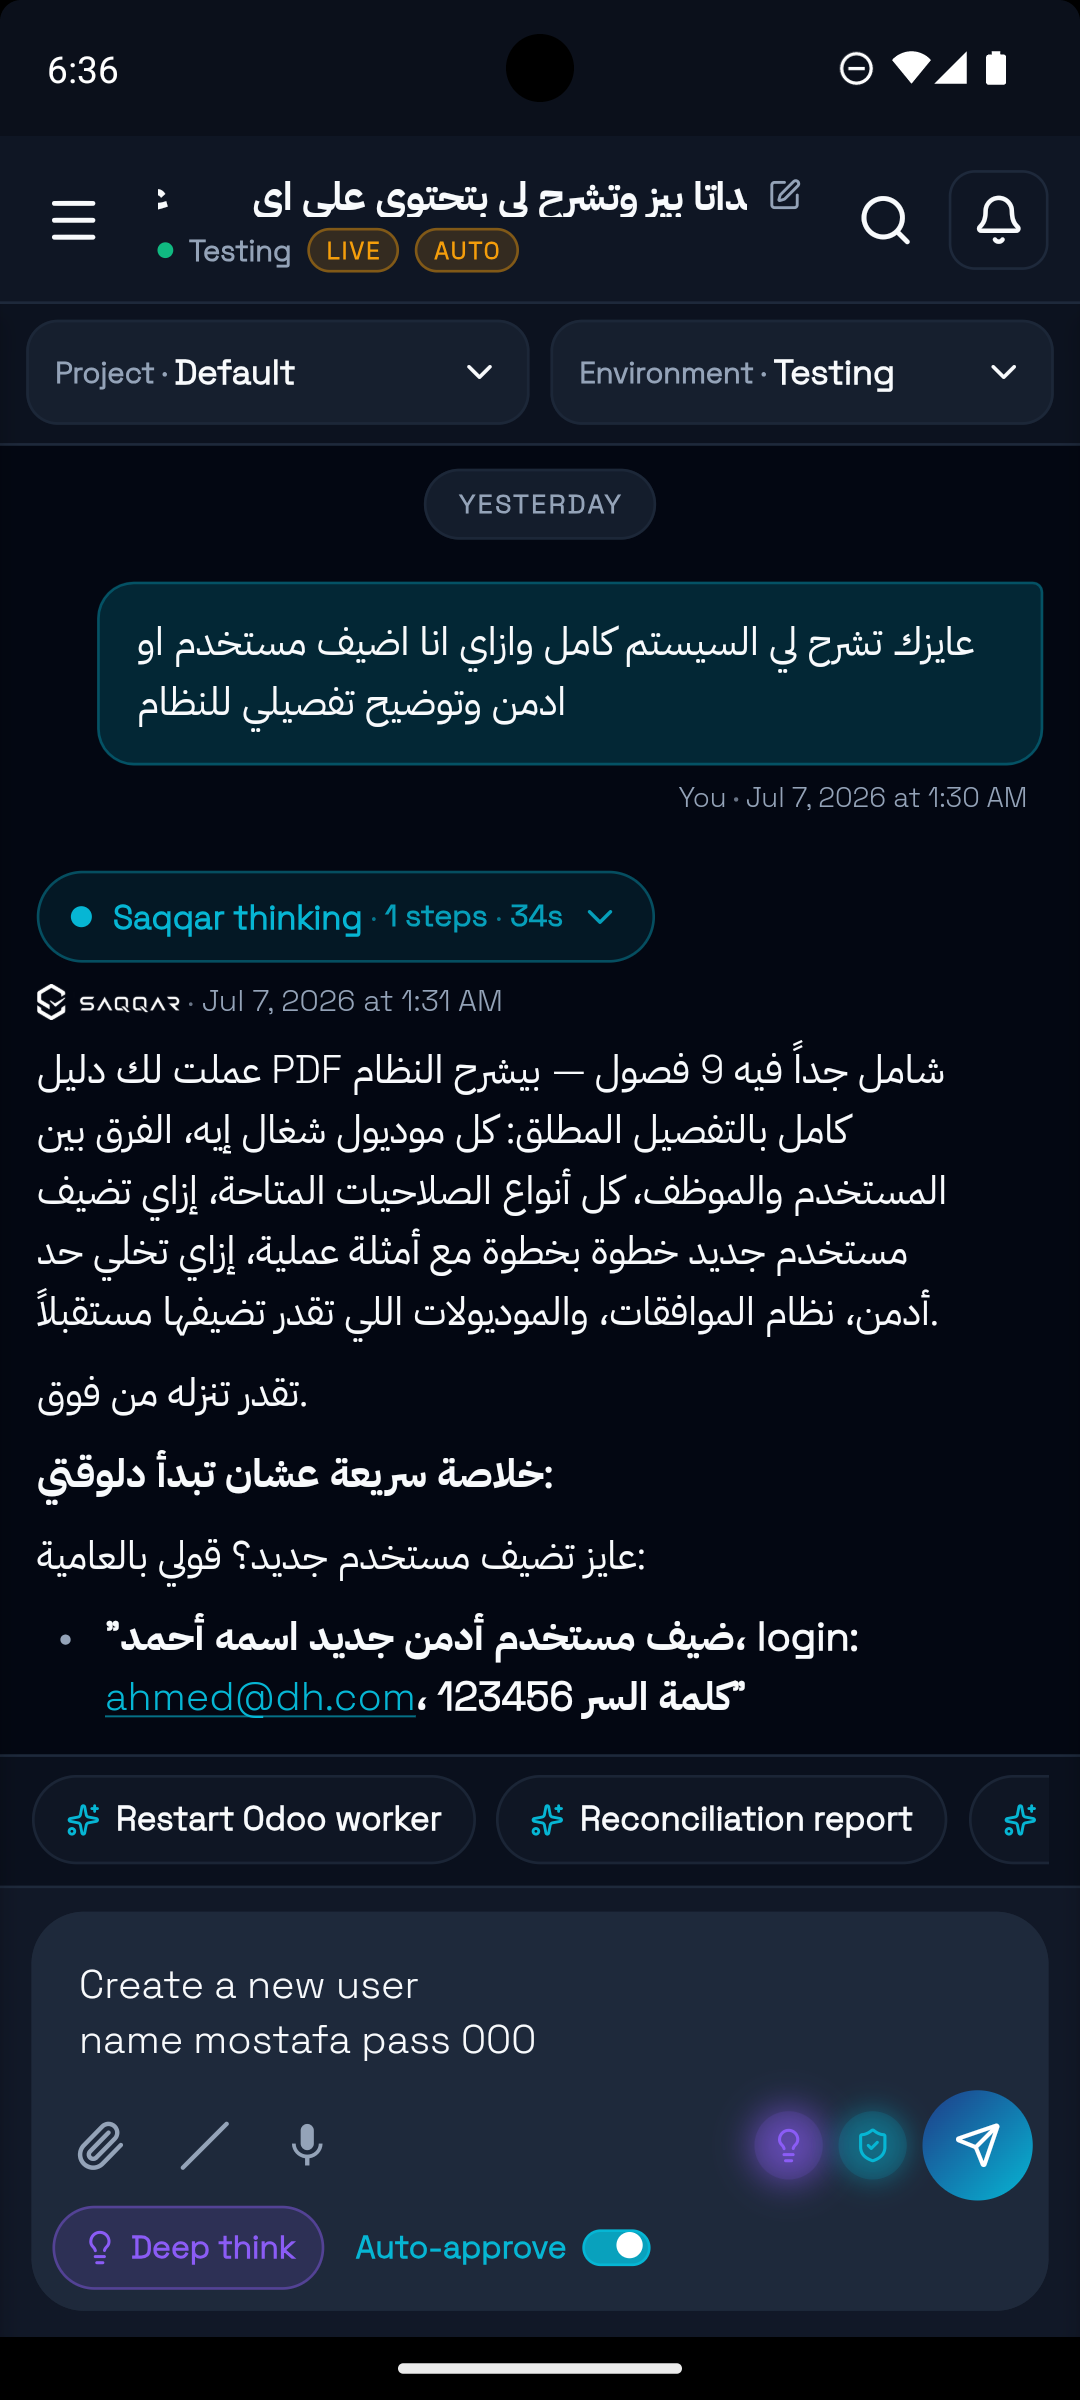 6:36
داتا بيز وتشرح لي بتحتوي على اي
Testing LIVE AUTO
Project · Default
Environment · Testing
YESTERDAY
عايزك تشرح لي السيستم كامل وازاي انا اضيف مستخدم او
ادمن وتوضيح تفصيلي للنظام
You · Jul 7, 2026 at 1:30 AM
Saqqar thinking · 1 steps · 34s
SAQQAR · Jul 7, 2026 at 1:31 AM
عملت لك دليل PDF شامل جداً فيه 9 فصول — بيشرح النظام
كامل بالتفصيل المطلق: كل موديول شغال إيه، الفرق بين
المستخدم والموظف، كل أنواع الصلاحيات المتاحة، إزاي تضيف
مستخدم جديد خطوة بخطوة مع أمثلة عملية، إزاي تخلي حد
أدمن، نظام الموافقات، والموديولات اللي تقدر تضيفها مستقبلاً.
تقدر تنزله من فوق.
خلاصة سريعة عشان تبدأ دلوقتي:
عايز تضيف مستخدم جديد؟ قولي بالعامية:
• "ضيف مستخدم أدمن جديد اسمه أحمد، login:
ahmed@dh.com، كلمة السر 123456"
Restart Odoo worker
Reconciliation report
Create a new user
name mostafa pass 000
Deep think
Auto-approve